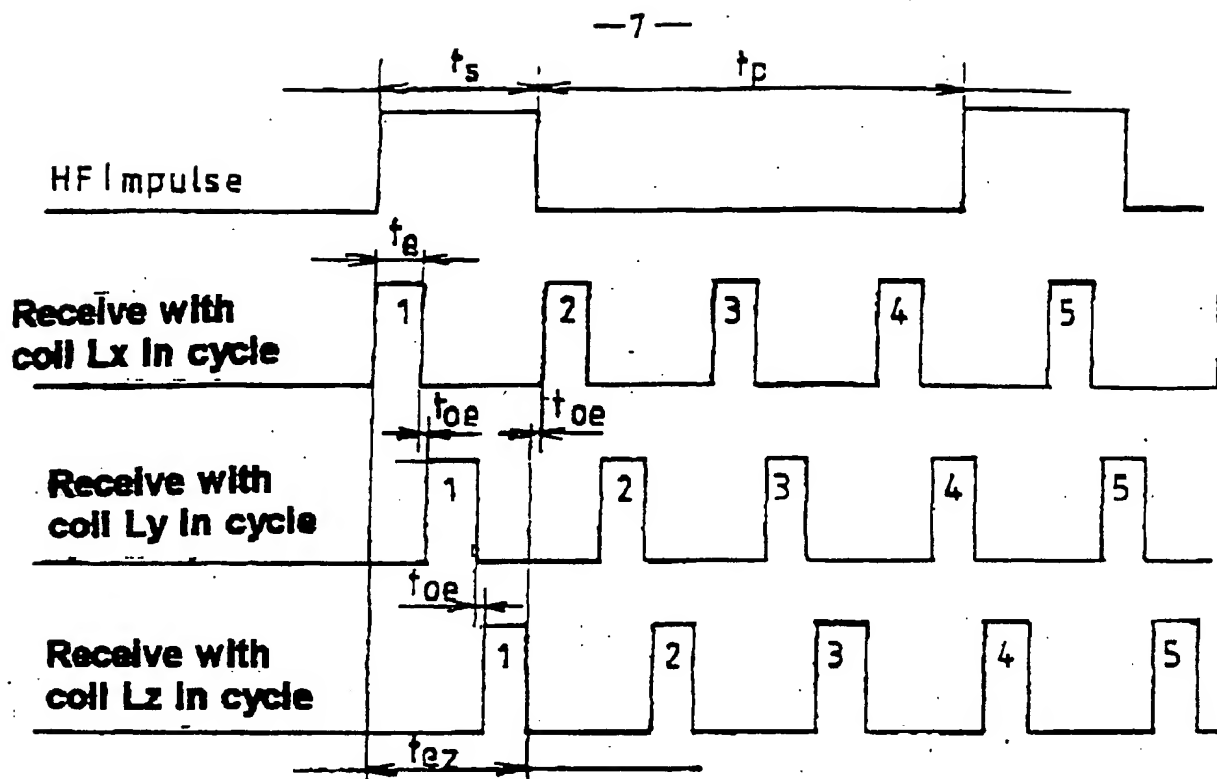 —7—
ts
tp
HF Impulse
te
1 2 3 4 5
Receive with
coil Lx in cycle
toe toe
Receive with
coil Ly in cycle
1 2 3 4 5
toe
Receive with
coil Lz in cycle
1 2 3 4 5
tez